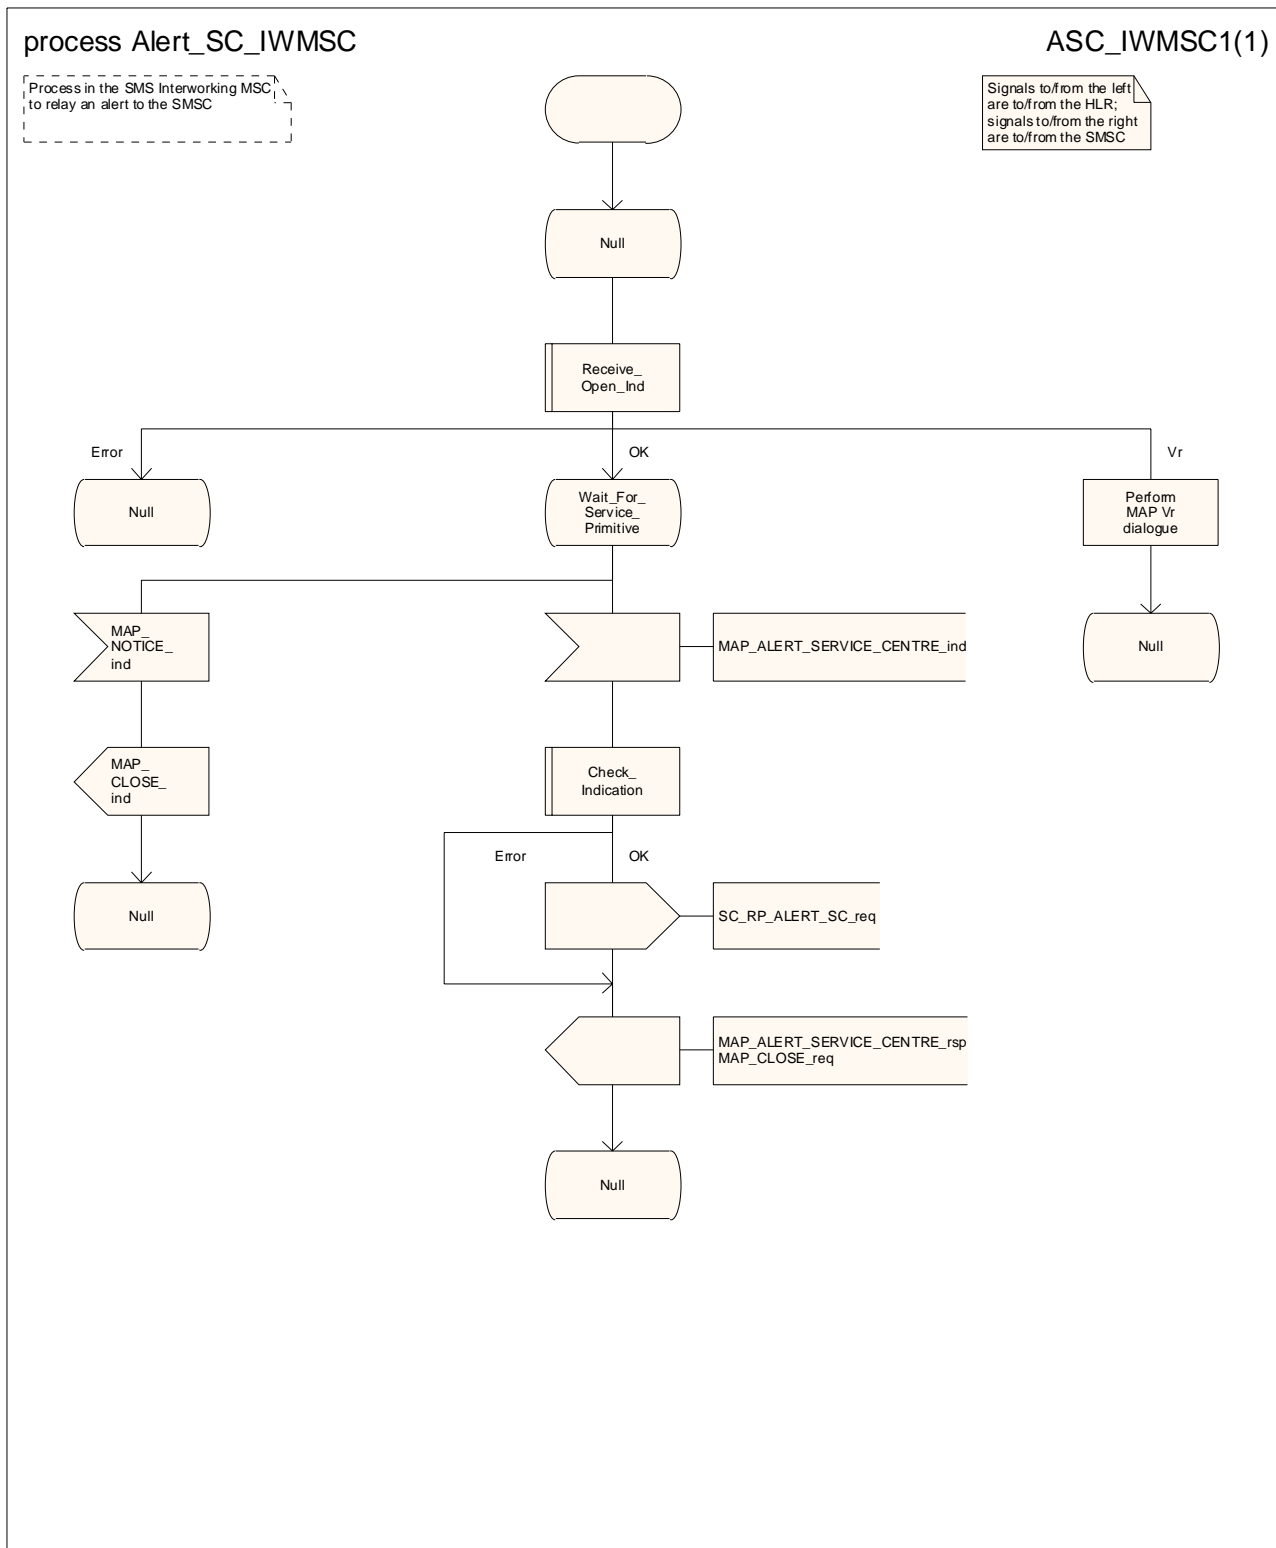 process Alert_SC_IWMSC
ASC_IWMSC1(1)
Process in the SMS Interworking MSC
to relay an alert to the SMSC
Signals to/from the left
are to/from the HLR;
signals to/from the right
are to/from the SMSC
Null
Receive_
Open_Ind
Error
OK
Vr
Null
Wait_For_
Service_
Primitive
Perform
MAP Vr
dialogue
MAP_
NOTICE_
ind
MAP_ALERT_SERVICE_CENTRE_ind
Null
MAP_
CLOSE_
ind
Check_
Indication
Error
OK
Null
SC_RP_ALERT_SC_req
MAP_ALERT_SERVICE_CENTRE_rsp
MAP_CLOSE_req
Null